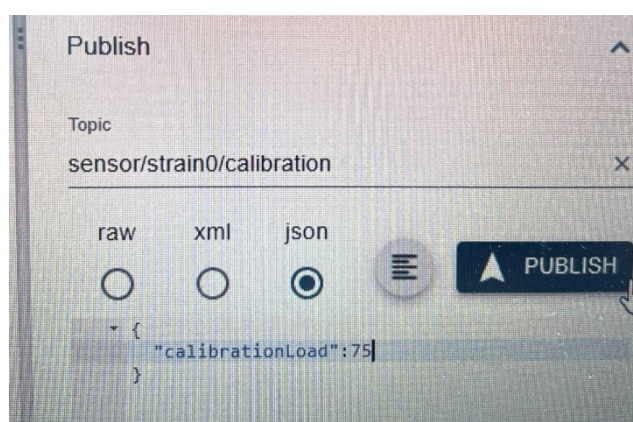 Publish
Topic
sensor/strain0/calibration
raw xml json
PUBLISH
{
"calibrationLoad":75
}